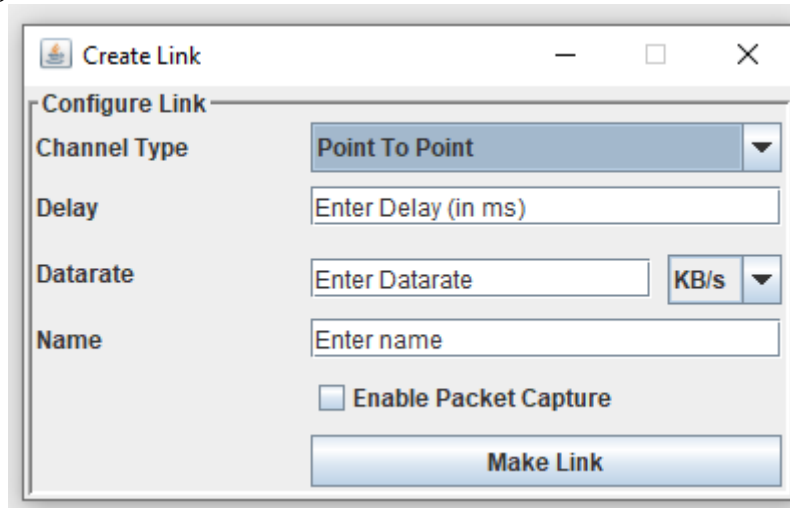 Create Link
Configure Link
Channel Type Point To Point
Delay Enter Delay (in ms)
Datarate Enter Datarate KB/s
Name Enter name
Enable Packet Capture
Make Link